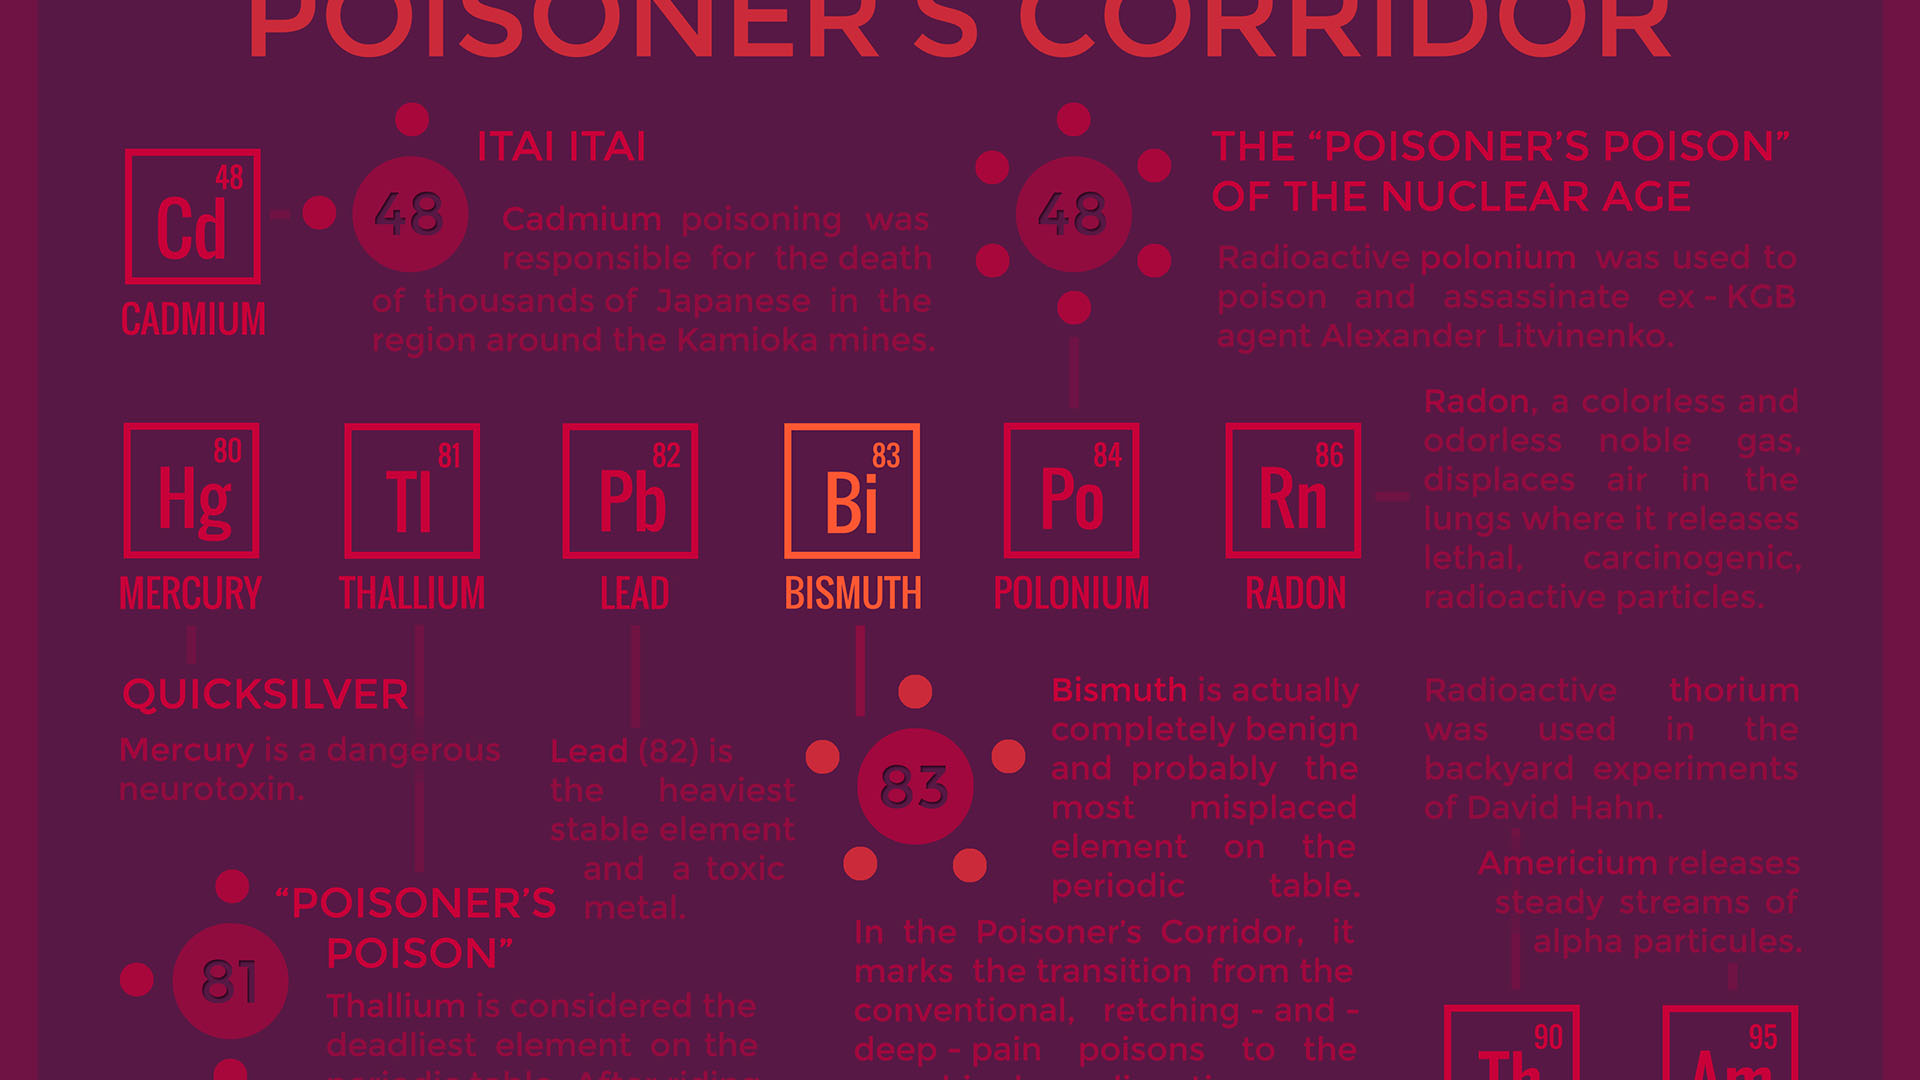 POISONER'S CORRIDOR
48
Cd
CADMIUM
48
ITAI ITAI
Cadmium poisoning was
responsible for the death
of thousands of Japanese in the
region around the Kamioka mines.
48
THE “POISONER’S POISON”
OF THE NUCLEAR AGE
Radioactive polonium was used to
poison and assassinate ex - KGB
agent Alexander Litvinenko.
80
Hg
MERCURY
81
Tl
THALLIUM
82
Pb
LEAD
83
Bi
BISMUTH
84
Po
POLONIUM
86
Rn
RADON
Radon, a colorless and
odorless noble gas,
displaces air in the
lungs where it releases
lethal, carcinogenic,
radioactive particles.
QUICKSILVER
Mercury is a dangerous
neurotoxin.
Lead (82) is
the heaviest
stable element
and a toxic
metal.
83
Bismuth is actually
completely benign
and probably the
most misplaced
element on the
periodic table.
In the Poisoner's Corridor, it
marks the transition from the
conventional, retching - and -
deep - pain poisons to the
Radioactive thorium
was used in the
backyard experiments
of David Hahn.
Americium releases
steady streams of
alpha particules.
81
“POISONER’S
POISON”
Thallium is considered the
deadliest element on the
periodic table. After riding
90
Th
95
Am